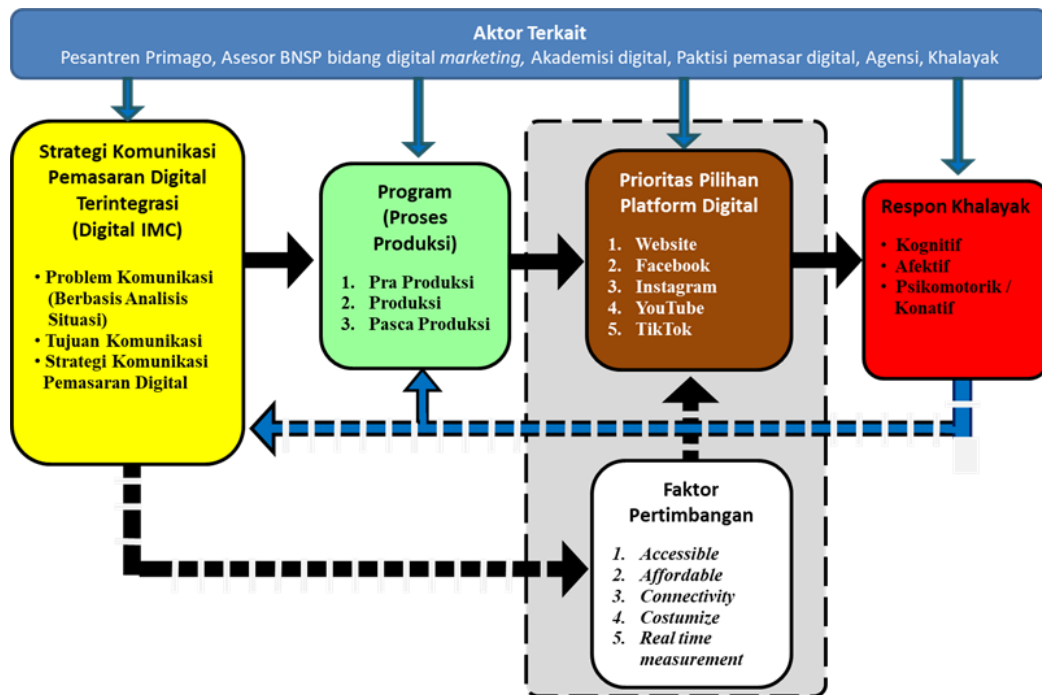 Aktor Terkait
Pesantren Primago, Asesor BNSP bidang digital marketing, Akademisi digital, Paktisi pemasar digital, Agensi, Khalayak
Strategi Komunikasi
Pemasaran Digital
Terintegrasi
(Digital IMC)
• Problem Komunikasi
(Berbasis Analisis
Situasi)
• Tujuan Komunikasi
• Strategi Komunikasi
Pemasaran Digital
Program
(Proses
Produksi)
1. Pra Produksi
2. Produksi
3. Pasca Produksi
Prioritas Pilihan
Platform Digital
1. Website
2. Facebook
3. Instagram
4. YouTube
5. TikTok
Respon Khalayak
• Kognitif
• Afektif
• Psikomotorik /
Konatif
Faktor
Pertimbangan
1. Accessible
2. Affordable
3. Connectivity
4. Costumize
5. Real time
measurement